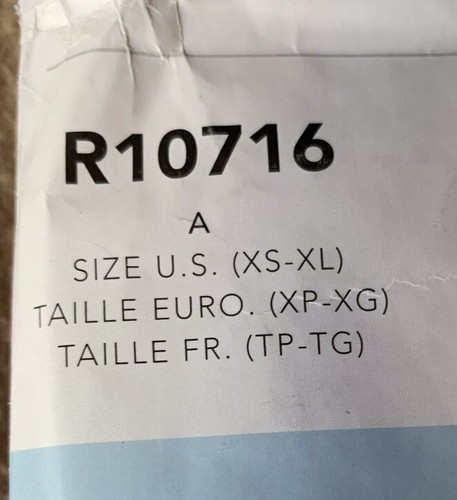 R10716
A
SIZE U.S. (XS-XL)
TAILLE EURO. (XP-XG)
TAILLE FR. (TP-TG)